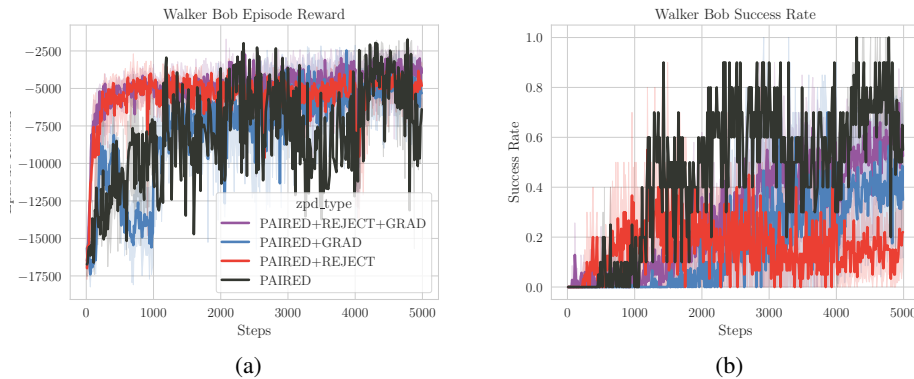 Walker Bob Episode Reward
−2500
−5000
−7500
−10000
−12500
−15000
−17500
0
1000
2000
3000
4000
5000
Steps
zpd_type
PAIRED+REJECT+GRAD
PAIRED+GRAD
PAIRED+REJECT
PAIRED
(a)
Walker Bob Success Rate
Success Rate
1.0
0.8
0.6
0.4
0.2
0.0
0
1000
2000
3000
4000
5000
Steps
(b)